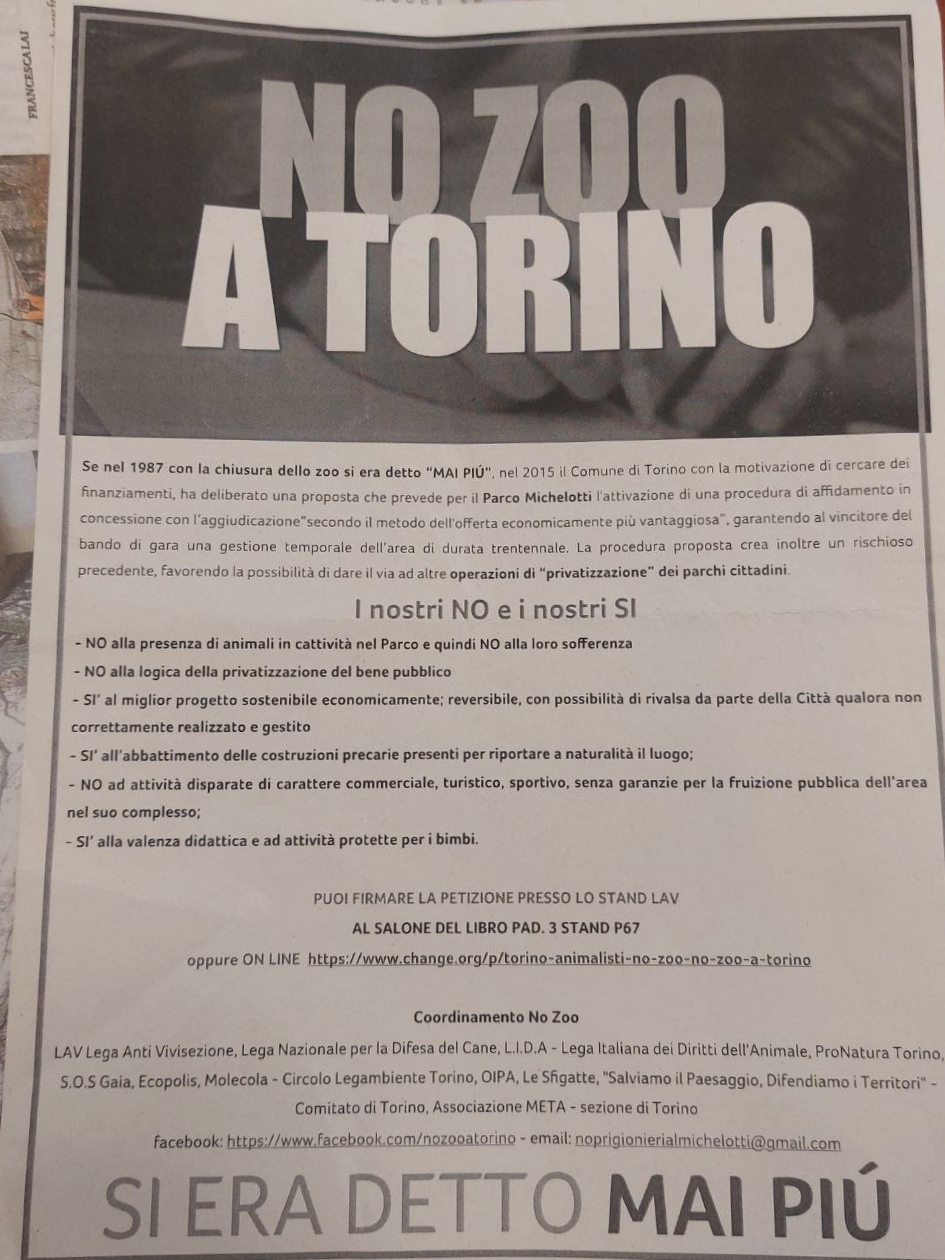 FRANCESCA LAI
NO ZOO
A TORINO
Se nel 1987 con la chiusura dello zoo si era detto “MAI PIÚ”, nel 2015 il Comune di Torino con la motivazione di cercare dei
finanziamenti, ha deliberato una proposta che prevede per il Parco Michelotti l'attivazione di una procedura di affidamento in
concessione con l'aggiudicazione“secondo il metodo dell'offerta economicamente più vantaggiosa”, garantendo al vincitore del
bando di gara una gestione temporale dell'area di durata trentennale. La procedura proposta crea inoltre un rischioso
precedente, favorendo la possibilità di dare il via ad altre operazioni di “privatizzazione” dei parchi cittadini.
I nostri NO e i nostri SI
- NO alla presenza di animali in cattività nel Parco e quindi NO alla loro sofferenza
- NO alla logica della privatizzazione del bene pubblico
- SI' al miglior progetto sostenibile economicamente; reversibile, con possibilità di rivalsa da parte della Città qualora non
correttamente realizzato e gestito
- SI' all'abbattimento delle costruzioni precarie presenti per riportare a naturalità il luogo;
- NO ad attività disparate di carattere commerciale, turistico, sportivo, senza garanzie per la fruizione pubblica dell'area
nel suo complesso;
- SI' alla valenza didattica e ad attività protette per i bimbi.
PUOI FIRMARE LA PETIZIONE PRESSO LO STAND LAV
AL SALONE DEL LIBRO PAD. 3 STAND P67
oppure ON LINE https://www.change.org/p/torino-animalisti-no-zoo-no-zoo-a-torino
Coordinamento No Zoo
LAV Lega Anti Vivisezione, Lega Nazionale per la Difesa del Cane, L.I.D.A - Lega Italiana dei Diritti dell'Animale, ProNatura Torino,
S.O.S Gaia, Ecopolis, Molecola - Circolo Legambiente Torino, OIPA, Le Sfigatte, "Salviamo il Paesaggio, Difendiamo i Territori" -
Comitato di Torino, Associazione META - sezione di Torino
facebook: https://www.facebook.com/nozooatorino - email: noprigionierialmichelotti@gmail.com
SI ERA DETTO MAI PIÚ